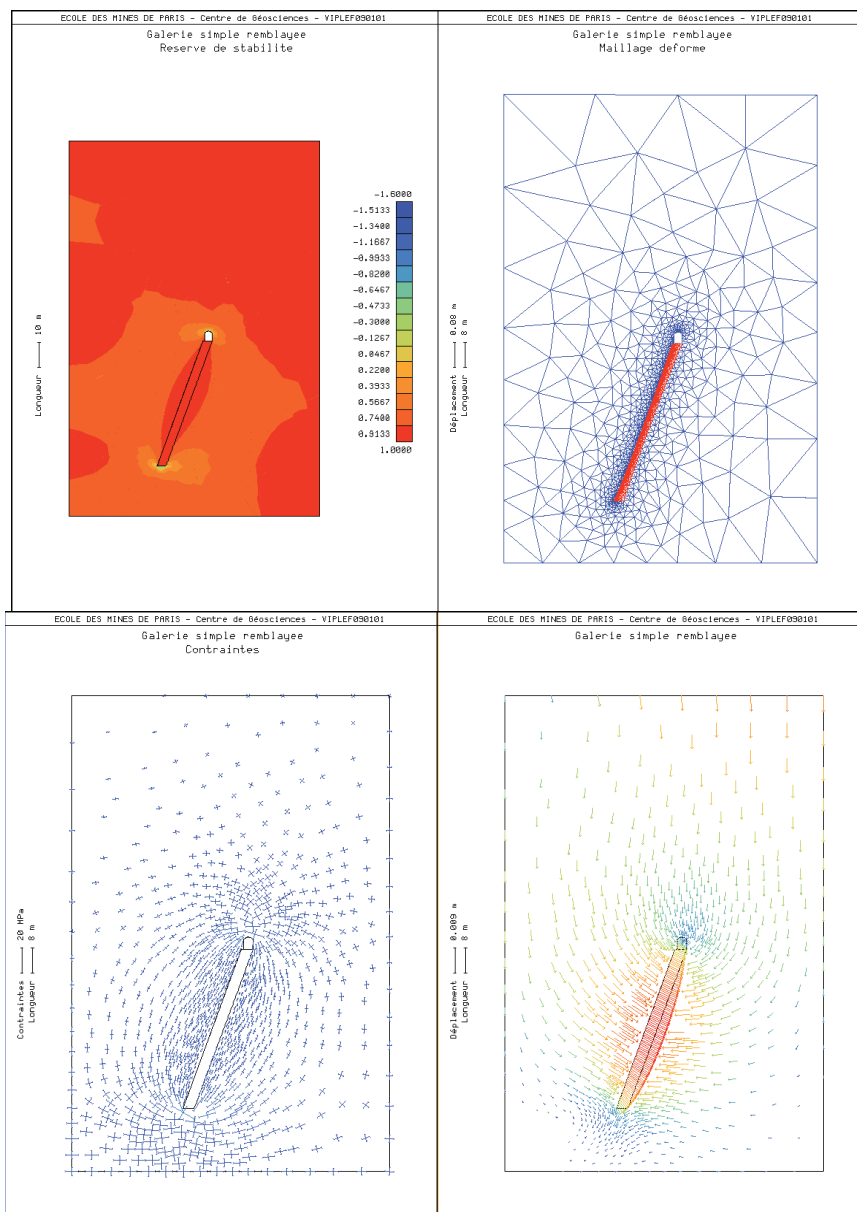 ECOLE DES MINES DE PARIS - Centre de Géosciences - VIPLEF090101
Galerie simple remblayee
Reserve de stabilite
Longueur 10 m
-1.6000
-1.5133
-1.3400
-1.1667
-0.9933
-0.8200
-0.6467
-0.4733
-0.3000
-0.1267
0.0467
0.2200
0.3933
0.5667
0.7400
0.9133
1.0000
ECOLE DES MINES DE PARIS - Centre de Géosciences - VIPLEF090101
Galerie simple remblayee
Maillage deforme
Déplacement 0.08 m
Longueur 8 m
ECOLE DES MINES DE PARIS - Centre de Géosciences - VIPLEF090101
Galerie simple remblayee
Contraintes
Contraintes 20 MPa
Longueur 8 m
ECOLE DES MINES DE PARIS - Centre de Géosciences - VIPLEF090101
Galerie simple remblayee
Déplacement 0.009 m
Longueur 8 m